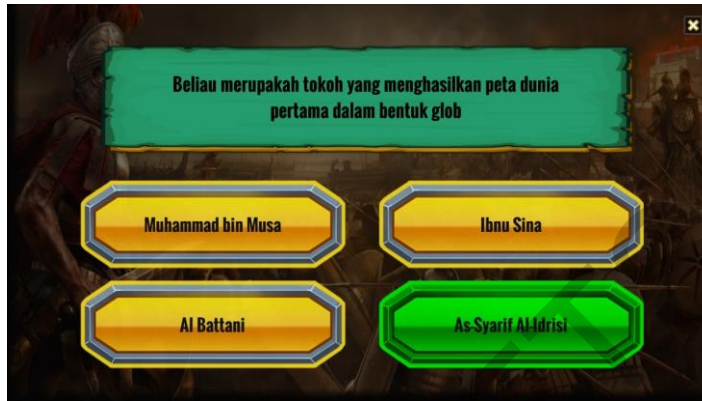 Beliau merupakah tokoh yang menghasilkan peta dunia
pertama dalam bentuk glob
Muhammad bin Musa
Ibnu Sina
Al Battani
As-Syarif Al-Idrisi